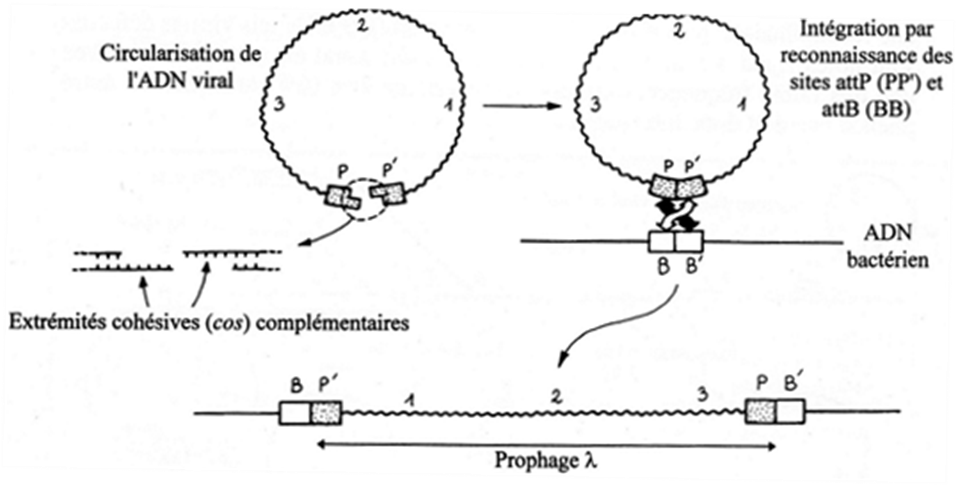 Circularisation de
l'ADN viral
2
3
1
P P'
2
3
1
P P'
Intégration par
reconnaissance des
sites attP (PP') et
attB (BB)
B B'
ADN
bactérien
Extrémités cohésives (cos) complémentaires
B P'
1
2
3
P B'
Prophage λ